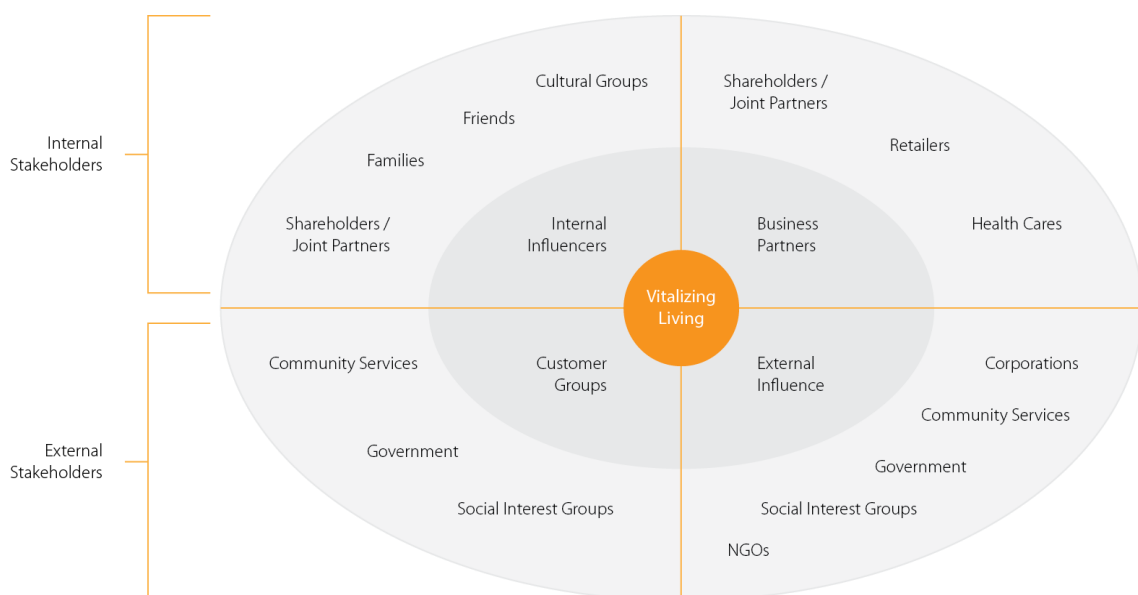 Cultural Groups
Shareholders /
Joint Partners
Friends
Retailers
Internal
Stakeholders
Families
Shareholders /
Joint Partners
Internal
Influencers
Business
Partners
Health Cares
Vitalizing
Living
Community Services
Customer
Groups
External
Influence
Corporations
Community Services
External
Stakeholders
Government
Government
Social Interest Groups
Social Interest Groups
NGOs